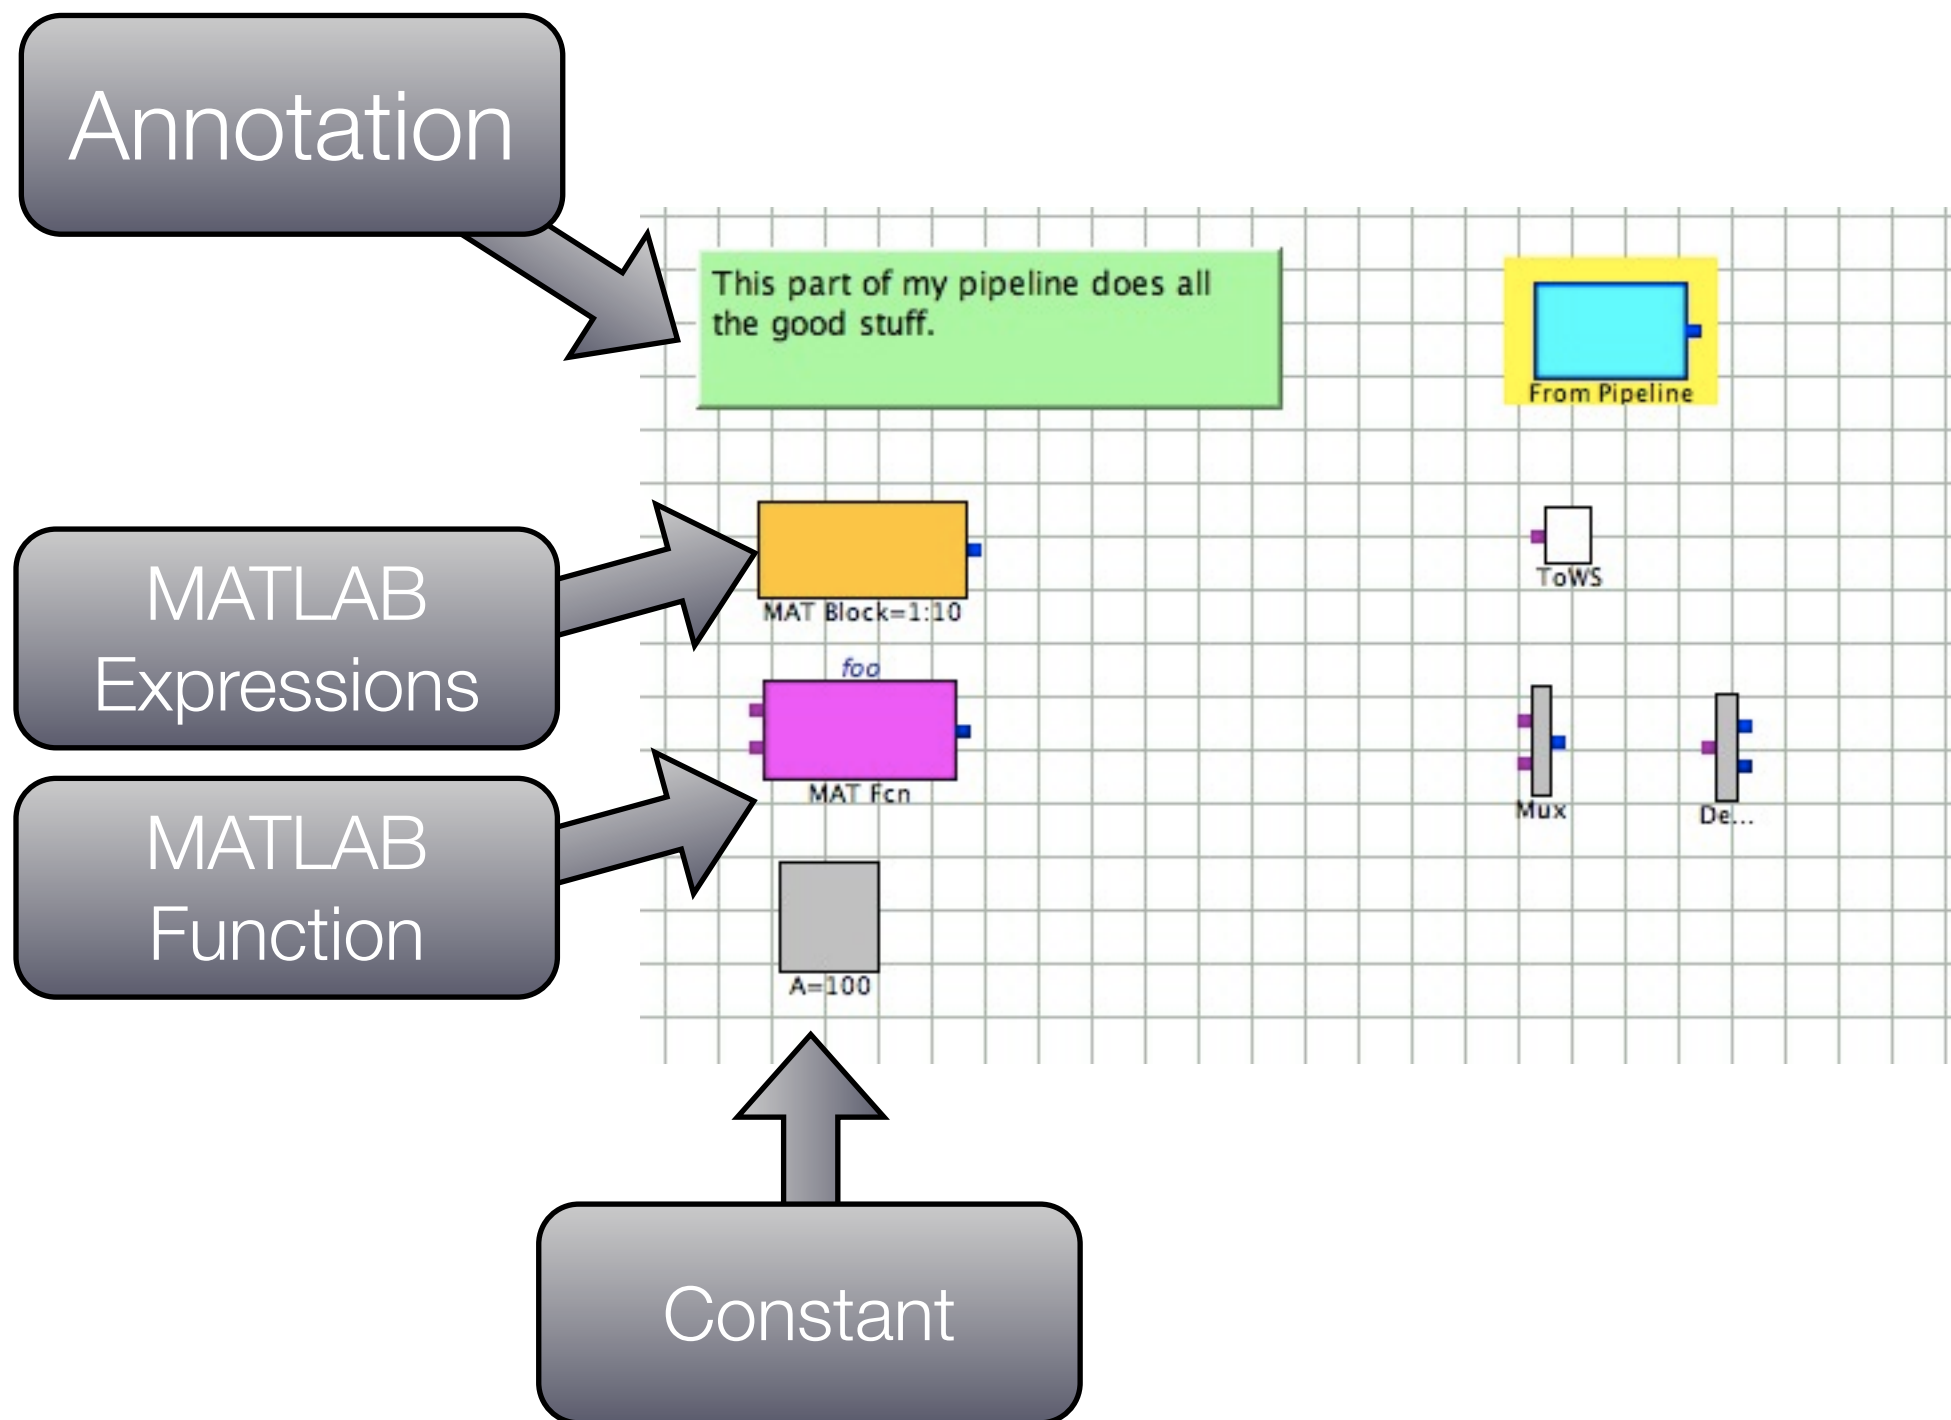 Annotation
This part of my pipeline does all
the good stuff.
From Pipeline
MATLAB
Expressions
MAT Block=1:10
ToWS
foo
MAT Fcn
Mux
De...
MATLAB
Function
A=100
Constant